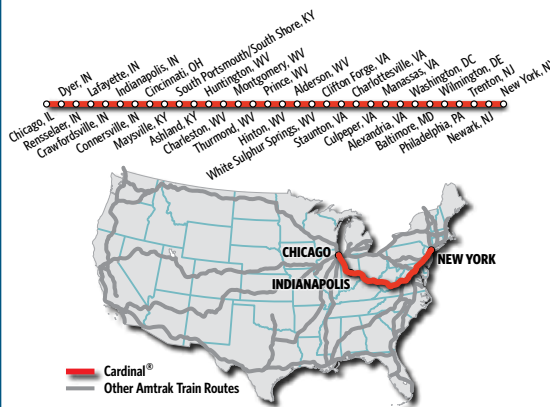 Chicago, IL
Dyer, IN
Rensselaer, IN
Lafayette, IN
Crawfordsville, IN
Indianapolis, IN
Connersville, IN
Cincinnati, OH
Maysville, KY
South Portsmouth/South Shore, KY
Ashland, KY
Huntington, WV
Charleston, WV
Montgomery, WV
Thurmond, WV
Prince, WV
Hinton, WV
Alderson, WV
White Sulphur Springs, WV
Clifton Forge, VA
Staunton, VA
Charlottesville, VA
Culpeper, VA
Manassas, VA
Alexandria, VA
Washington, DC
Baltimore, MD
Wilmington, DE
Philadelphia, PA
Trenton, NJ
Newark, NJ
New York, N
CHICAGO
NEW YORK
INDIANAPOLIS
Cardinal®
Other Amtrak Train Routes